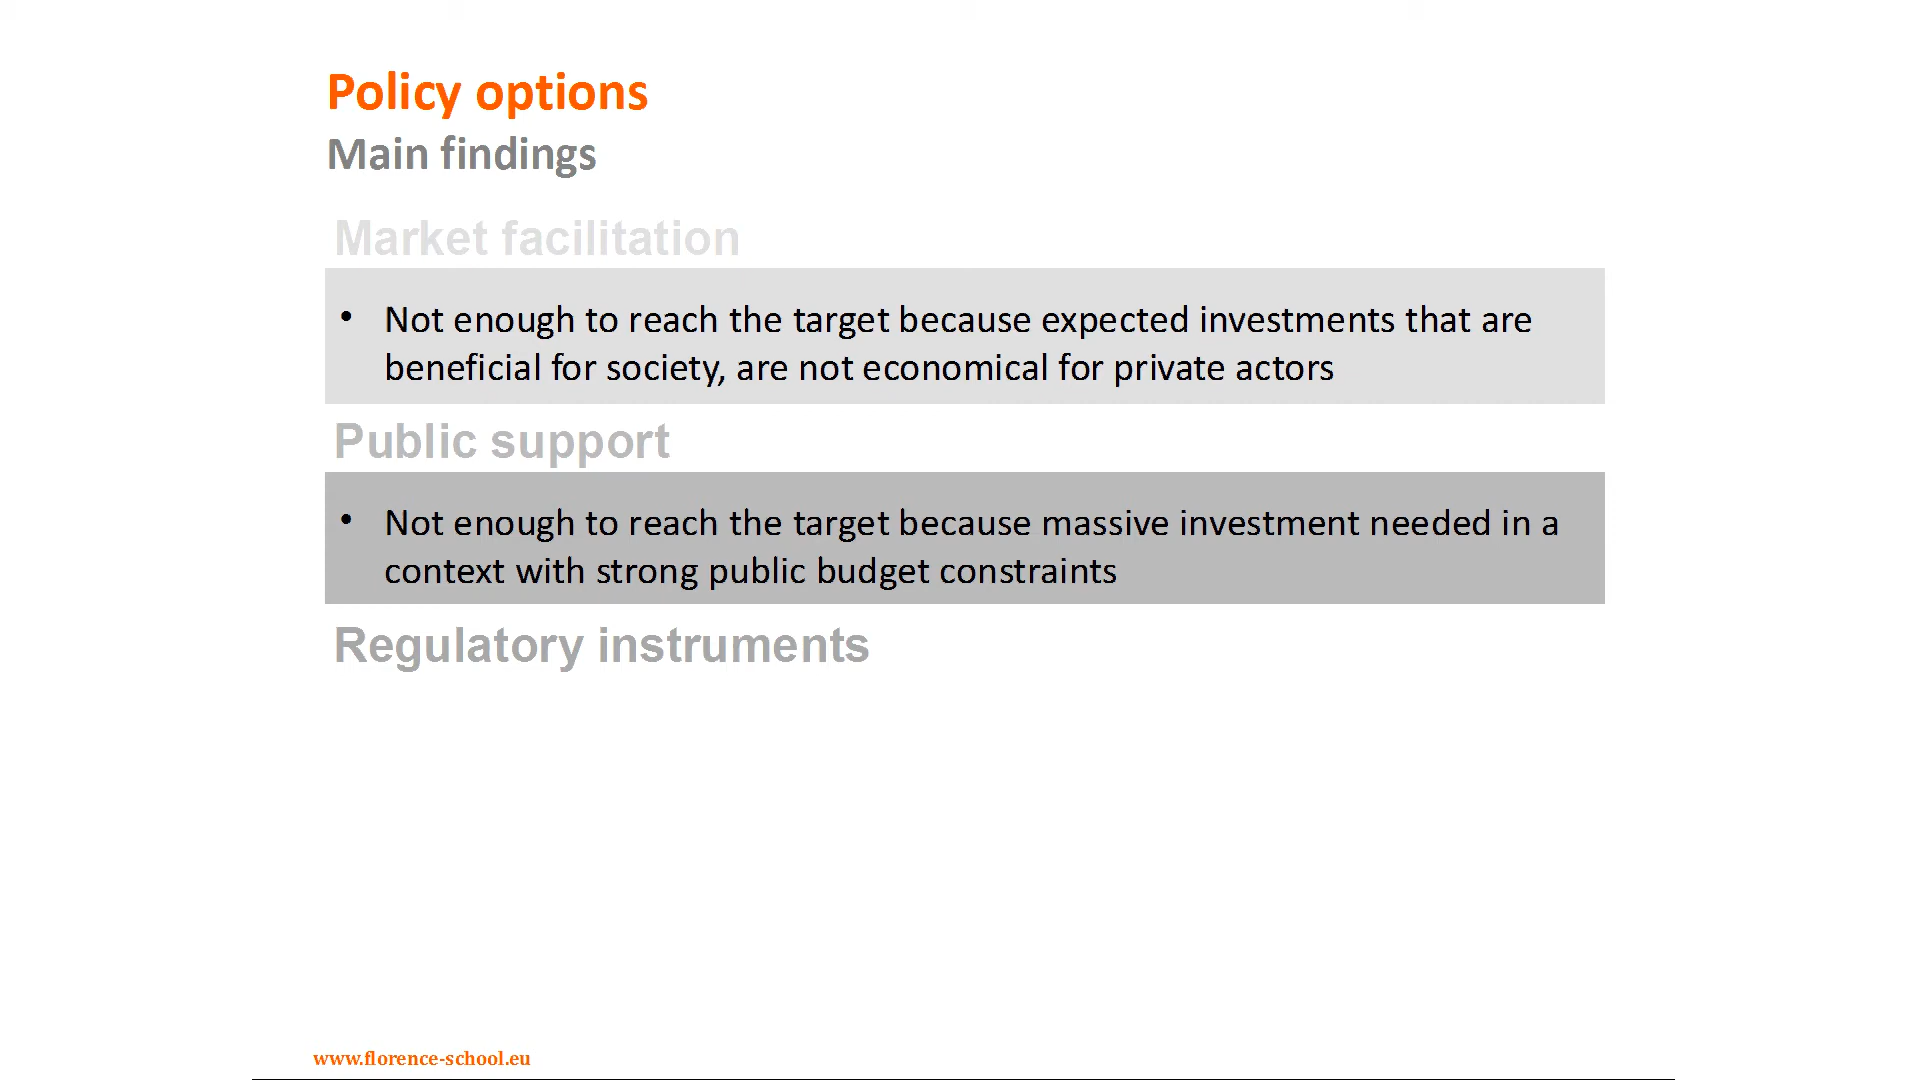 Policy options
Main findings
Market facilitation
• Not enough to reach the target because expected investments that are
beneficial for society, are not economical for private actors
Public support
• Not enough to reach the target because massive investment needed in a
context with strong public budget constraints
Regulatory instruments
www.florence-school.eu